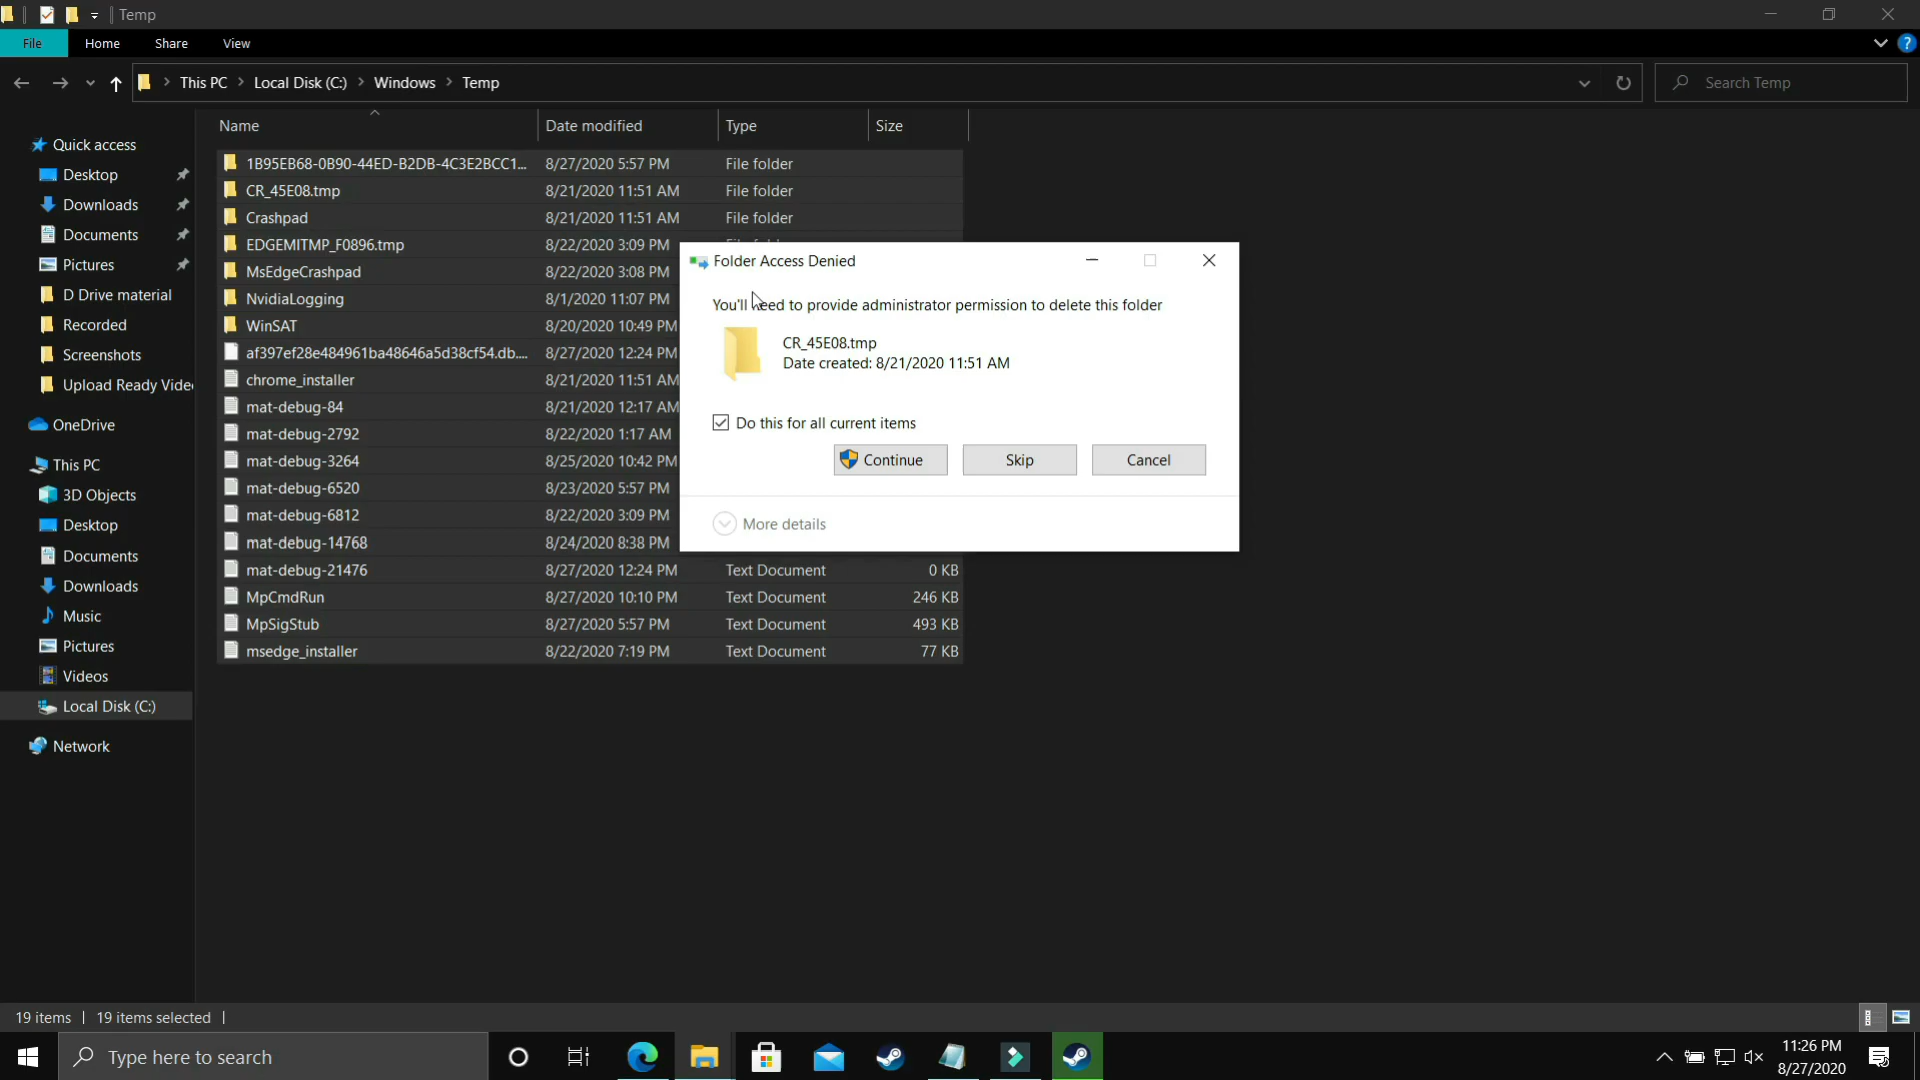 Temp
File Home Share View
This PC Local Disk (C:) Windows Temp
Search Temp
Name Date modified Type Size
Quick access
Desktop
Downloads
Documents
Pictures
D Drive material
Recorded
Screenshots
Upload Ready Vide
OneDrive
This PC
3D Objects
Desktop
Documents
Downloads
Music
Pictures
Videos
Local Disk (C:)
Network
1B95EB68-0B90-44ED-B2DB-4C3E2BCC1... 8/27/2020 5:57 PM File folder
CR_45E08.tmp 8/21/2020 11:51 AM File folder
Crashpad 8/21/2020 11:51 AM File folder
EDGEMITMP_F0896.tmp 8/22/2020 3:09 PM
MsEdgeCrashpad 8/22/2020 3:08 PM
NvidiaLogging 8/1/2020 11:07 PM
WinSAT 8/20/2020 10:49 PM
af397ef28e484961ba48646a5d38cf54.db.... 8/27/2020 12:24 PM
chrome_installer 8/21/2020 11:51 AM
mat-debug-84 8/21/2020 12:17 AM
mat-debug-2792 8/22/2020 1:17 AM
mat-debug-3264 8/25/2020 10:42 PM
mat-debug-6520 8/23/2020 5:57 PM
mat-debug-6812 8/22/2020 3:09 PM
mat-debug-14768 8/24/2020 8:38 PM
mat-debug-21476 8/27/2020 12:24 PM Text Document 0 KB
MpCmdRun 8/27/2020 10:10 PM Text Document 246 KB
MpSigStub 8/27/2020 5:57 PM Text Document 493 KB
msedge_installer 8/22/2020 7:19 PM Text Document 77 KB
Folder Access Denied
You'll need to provide administrator permission to delete this folder
CR_45E08.tmp
Date created: 8/21/2020 11:51 AM
Do this for all current items
Continue Skip Cancel
More details
19 items 19 items selected
Type here to search
11:26 PM
8/27/2020